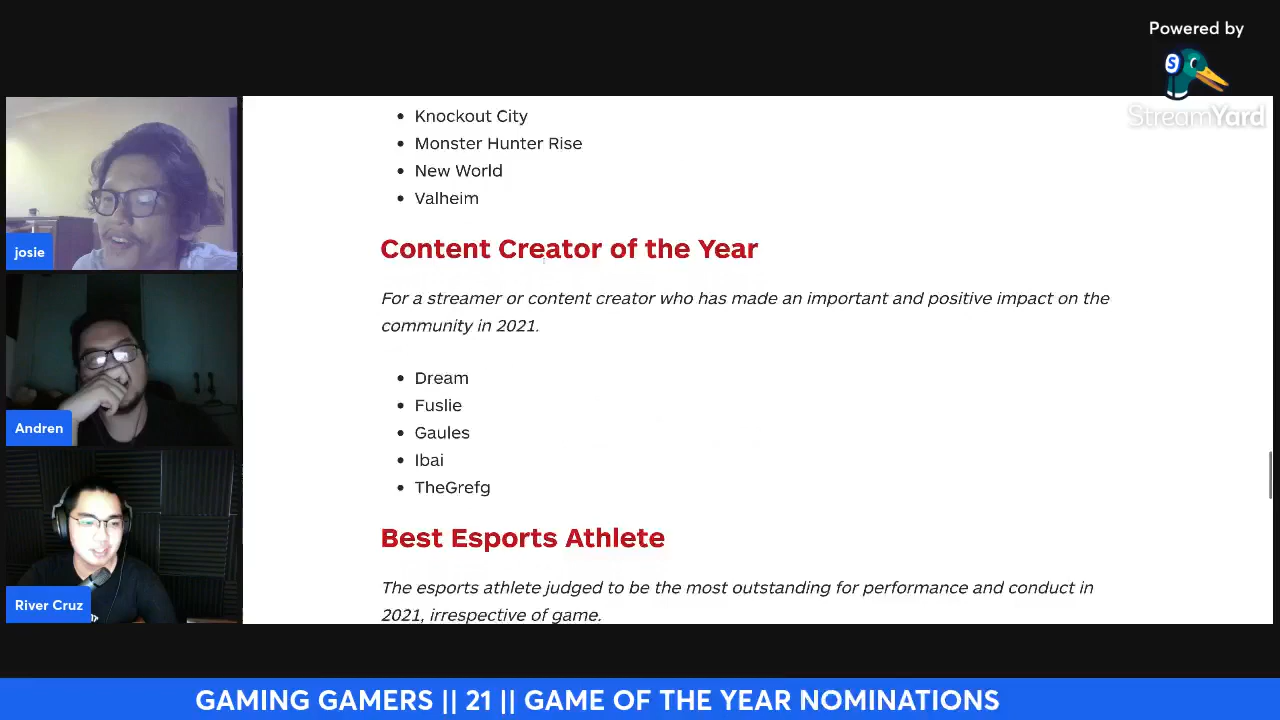 Powered by
StreamYard
Knockout City
Monster Hunter Rise
New World
Valheim
Content Creator of the Year
For a streamer or content creator who has made an important and positive impact on the
community in 2021.
Dream
Fuslie
Gaules
Ibai
TheGrefg
Best Esports Athlete
The esports athlete judged to be the most outstanding for performance and conduct in
2021, irrespective of game.
josie
Andren
River Cruz
GAMING GAMERS || 21 || GAME OF THE YEAR NOMINATIONS